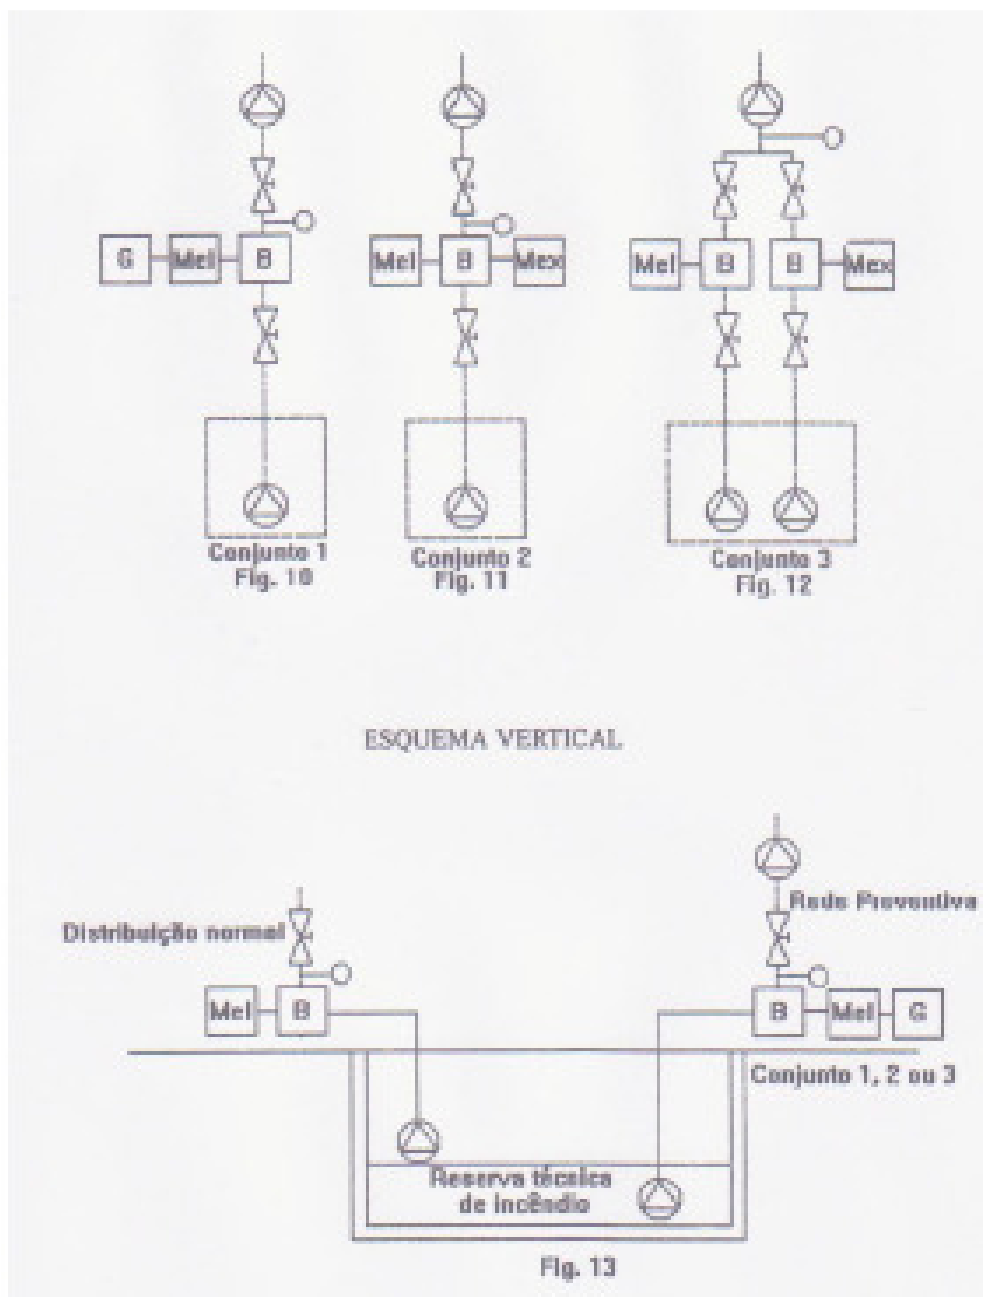 G Mel B
Mel B Mex
Mel B B Mex
Conjunto 1
Fig. 10
Conjunto 2
Fig. 11
Conjunto 3
Fig. 12
ESQUEMA VERTICAL
Distribuição normal
Rede Preventiva
Mel B
B Mel G
Conjunto 1, 2 ou 3
Reserva técnica
de incêndio
Fig. 13